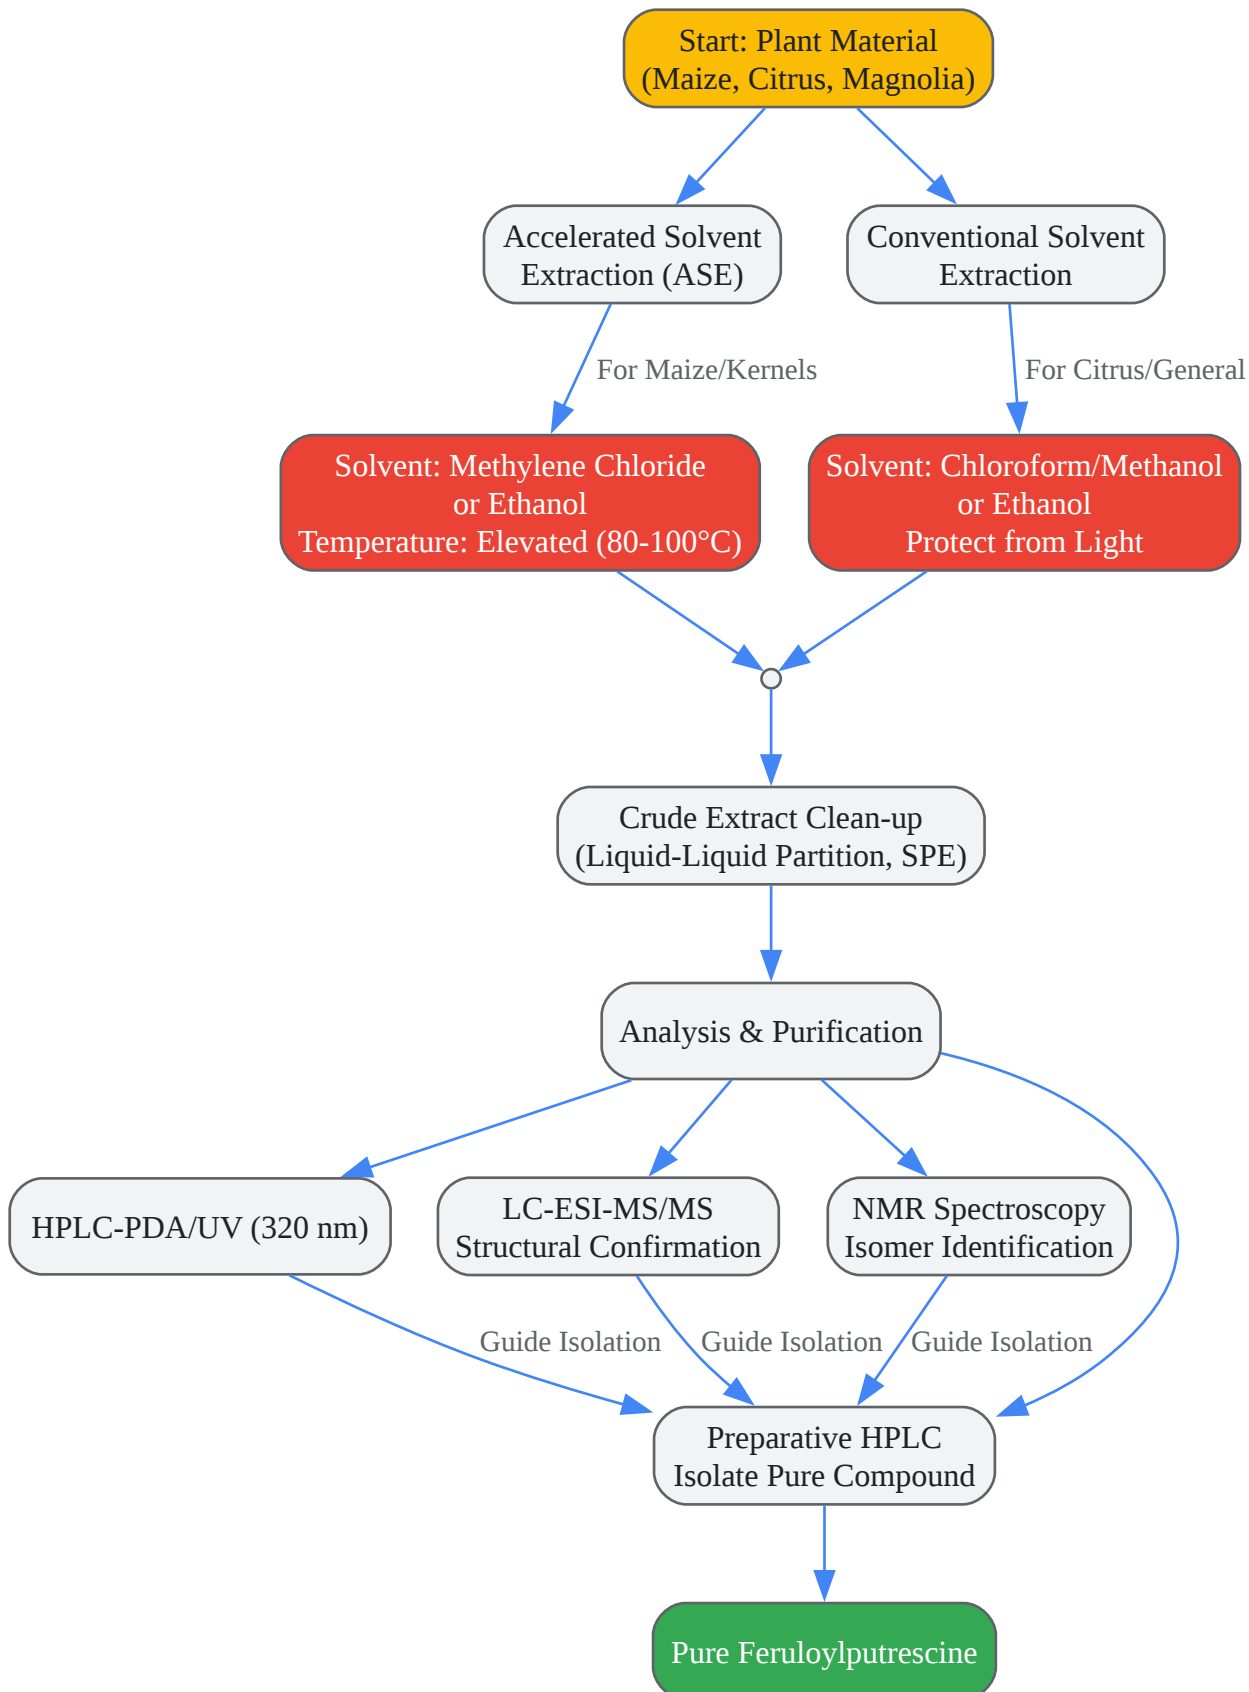 Start: Plant Material
(Maize, Citrus, Magnolia)
Accelerated Solvent
Extraction (ASE)
Conventional Solvent
Extraction
For Maize/Kernels
For Citrus/General
Solvent: Methylene Chloride
or Ethanol
Temperature: Elevated (80-100°C)
Solvent: Chloroform/Methanol
or Ethanol
Protect from Light
Crude Extract Clean-up
(Liquid-Liquid Partition, SPE)
Analysis & Purification
HPLC-PDA/UV (320 nm)
LC-ESI-MS/MS
Structural Confirmation
NMR Spectroscopy
Isomer Identification
Guide Isolation
Guide Isolation
Guide Isolation
Preparative HPLC
Isolate Pure Compound
Pure Feruloylputrescine